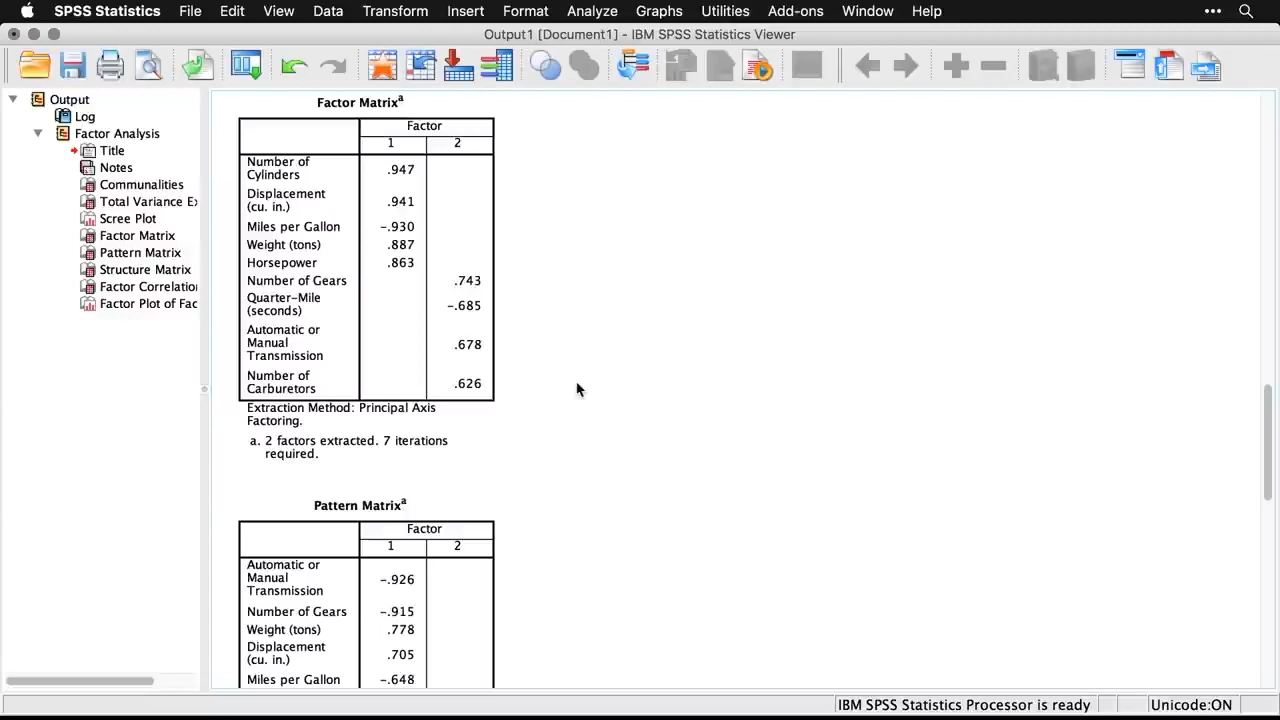 SPSS Statistics File Edit View Data Transform Insert Format Analyze Graphs Utilities Add-ons Window Help
Output1 [Document1] - IBM SPSS Statistics Viewer
Output
Log
Factor Analysis
Title
Notes
Communalities
Total Variance Ex
Scree Plot
Factor Matrix
Pattern Matrix
Structure Matrix
Factor Correlation
Factor Plot of Fac
Factor Matrixa
Factor
1 2
Number of
Cylinders .947
Displacement
(cu. in.) .941
Miles per Gallon -.930
Weight (tons) .887
Horsepower .863
Number of Gears .743
Quarter-Mile
(seconds) -.685
Automatic or
Manual
Transmission .678
Number of
Carburetors .626
Extraction Method: Principal Axis
Factoring.
a. 2 factors extracted. 7 iterations
required.
Pattern Matrixa
Factor
1 2
Automatic or
Manual
Transmission -.926
Number of Gears -.915
Weight (tons) .778
Displacement
(cu. in.) .705
Miles per Gallon -.648
IBM SPSS Statistics Processor is ready Unicode:ON